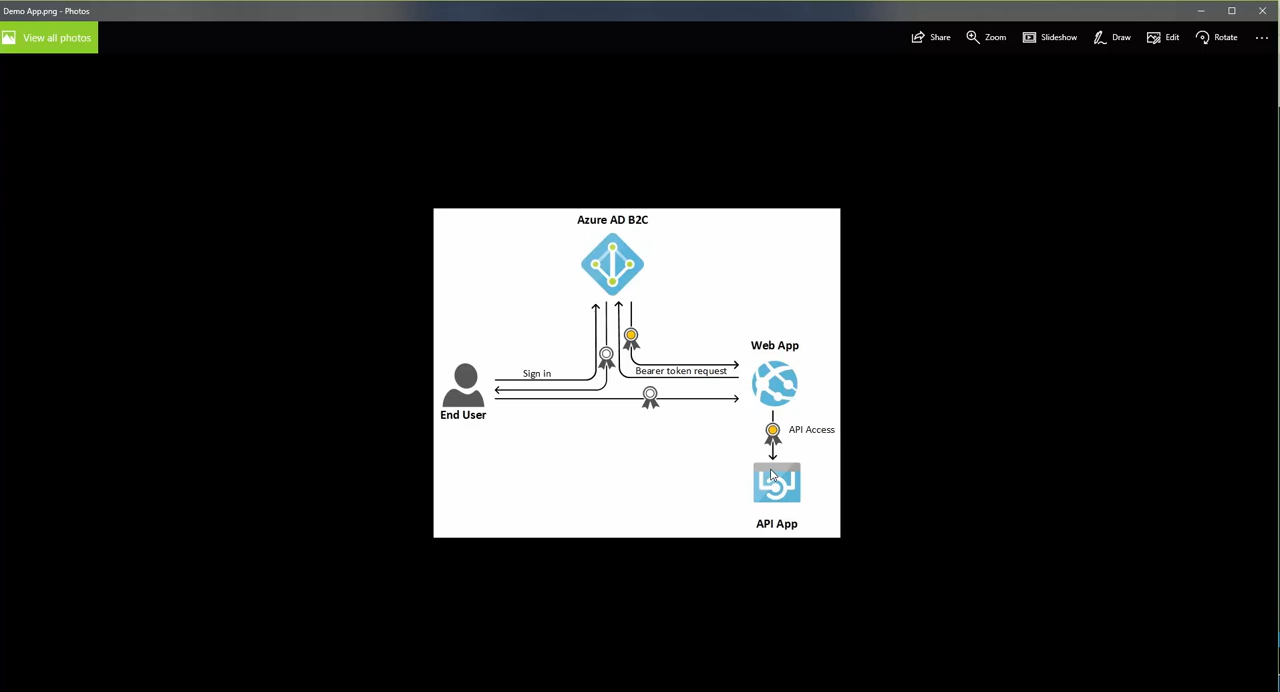 Demo App.png - Photos
View all photos
Share
Zoom
Slideshow
Draw
Edit
Rotate
Azure AD B2C
Web App
Sign in
Bearer token request
End User
API Access
API App